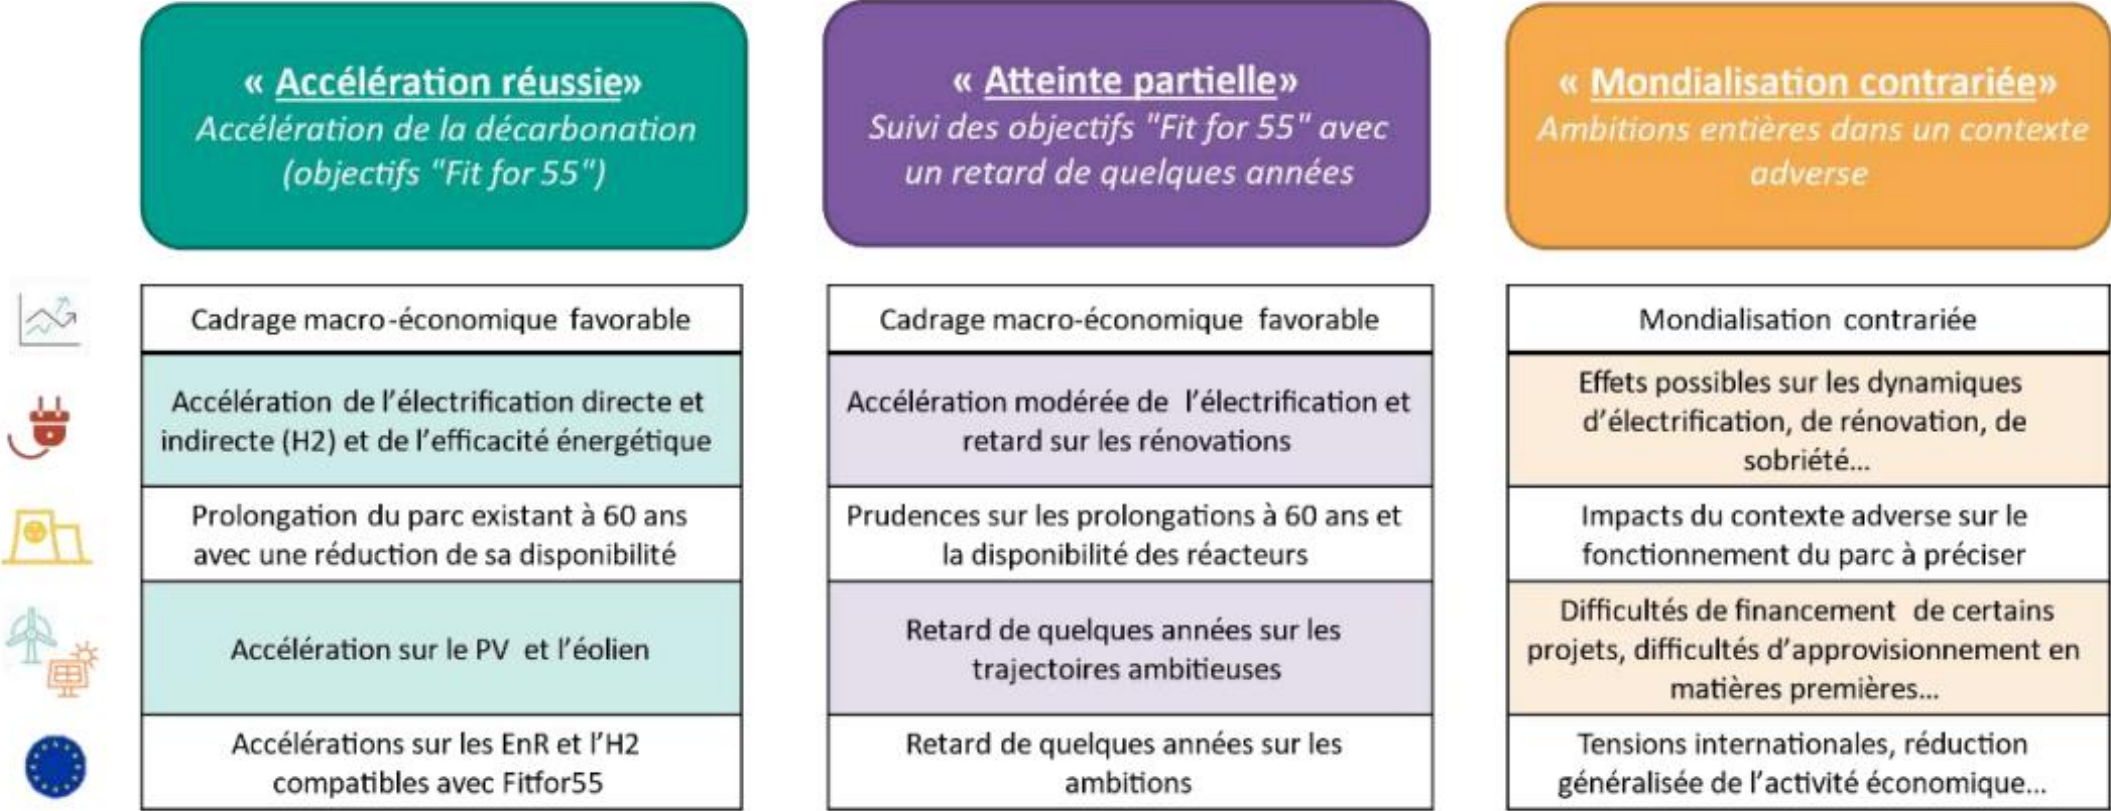 « Accélération réussie»
Accélération de la décarbonation
(objectifs "Fit for 55")
« Atteinte partielle»
Suivi des objectifs "Fit for 55" avec
un retard de quelques années
« Mondialisation contrariée»
Ambitions entières dans un contexte
adverse
Cadrage macro-économique favorable
Cadrage macro-économique favorable
Mondialisation contrariée
Accélération de l'électrification directe et
indirecte (H2) et de l'efficacité énergétique
Accélération modérée de l'électrification et
retard sur les rénovations
Effets possibles sur les dynamiques
d'électrification, de rénovation, de
sobriété...
Prolongation du parc existant à 60 ans
avec une réduction de sa disponibilité
Prudences sur les prolongations à 60 ans et
la disponibilité des réacteurs
Impacts du contexte adverse sur le
fonctionnement du parc à préciser
Accélération sur le PV et l'éolien
Retard de quelques années sur les
trajectoires ambitieuses
Difficultés de financement de certains
projets, difficultés d'approvisionnement en
matières premières...
Accélérations sur les EnR et l'H2
compatibles avec Fitfor55
Retard de quelques années sur les
ambitions
Tensions internationales, réduction
généralisée de l'activité économique...